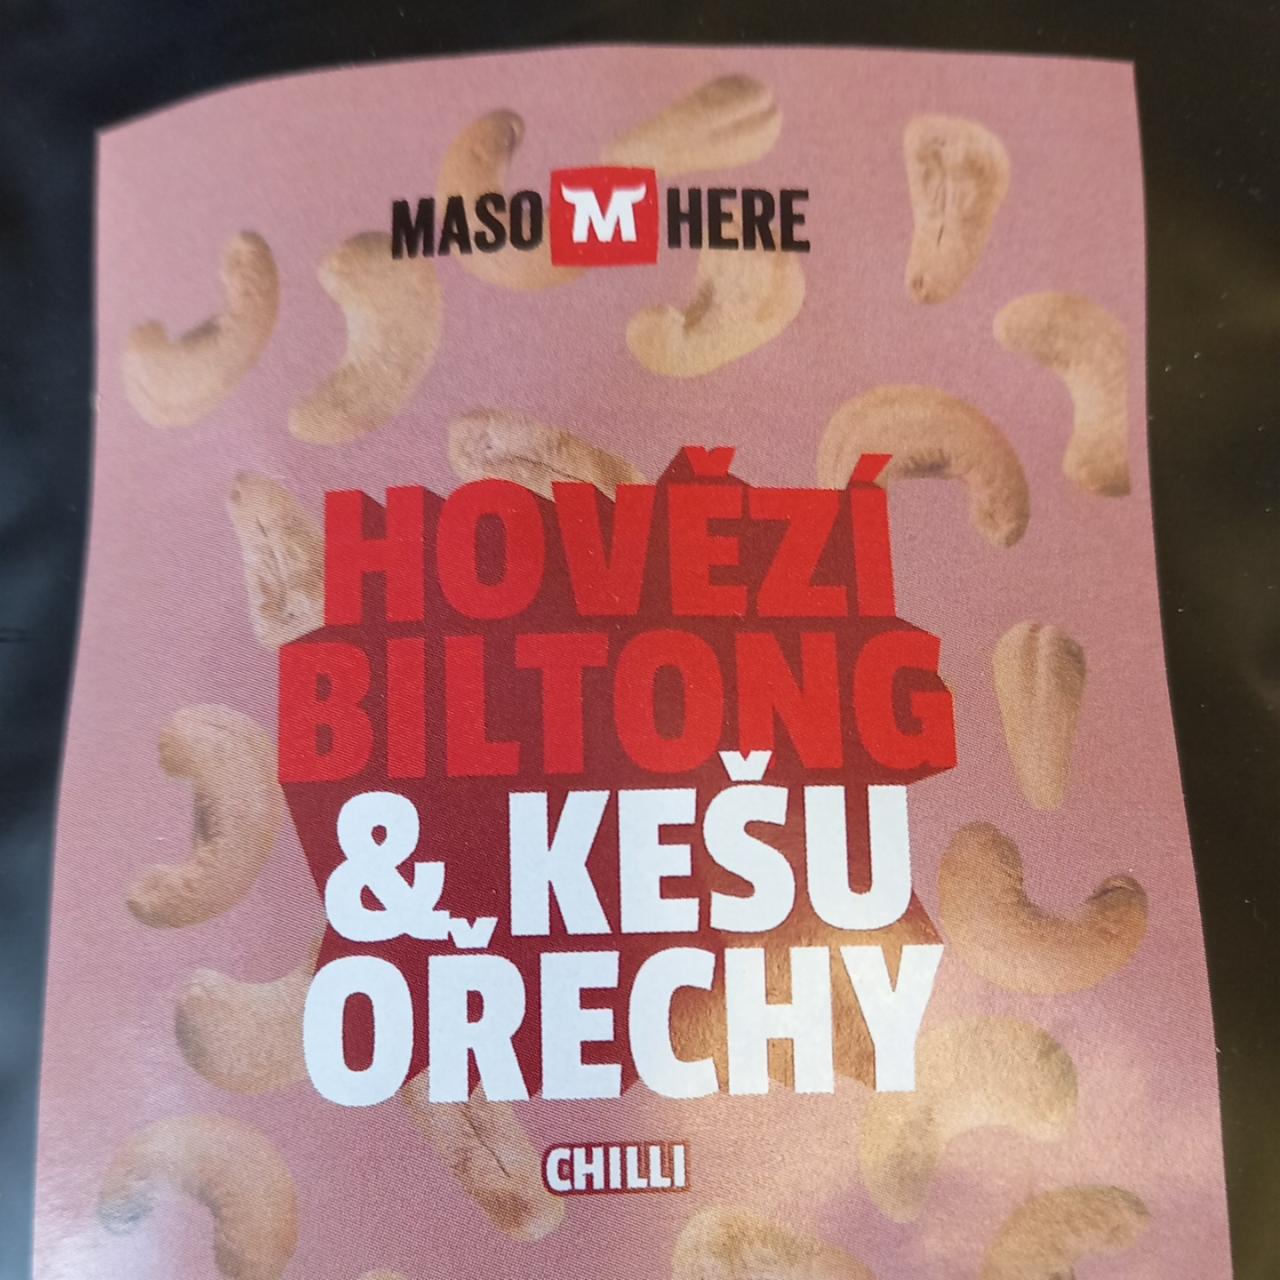 MASO M HERE
HOVĚZÍ
BILTONG
& KEŠU
OŘECHY
CHILLI